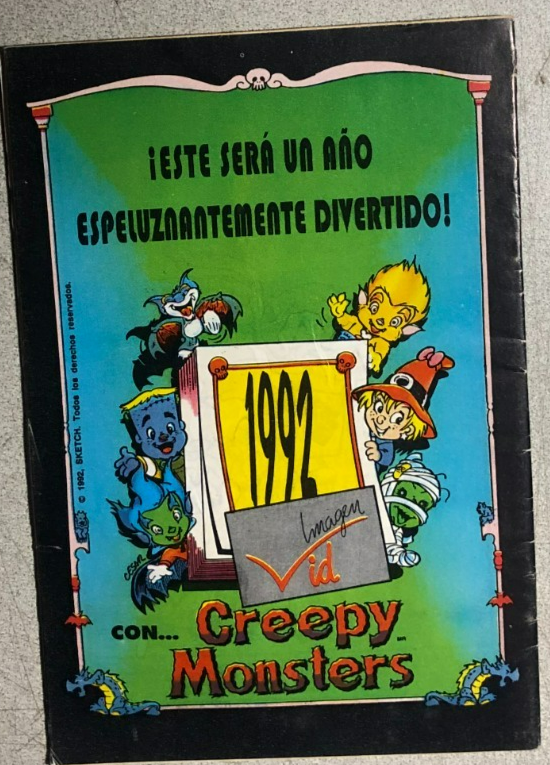 ¡ESTE SERÁ UN AÑO
ESPELUZNANTEMENTE DIVERTIDO!
© 1992, SKETCH. Todos los derechos reservados.
1992
Imagen
Vid
CON... Creepy
Monsters